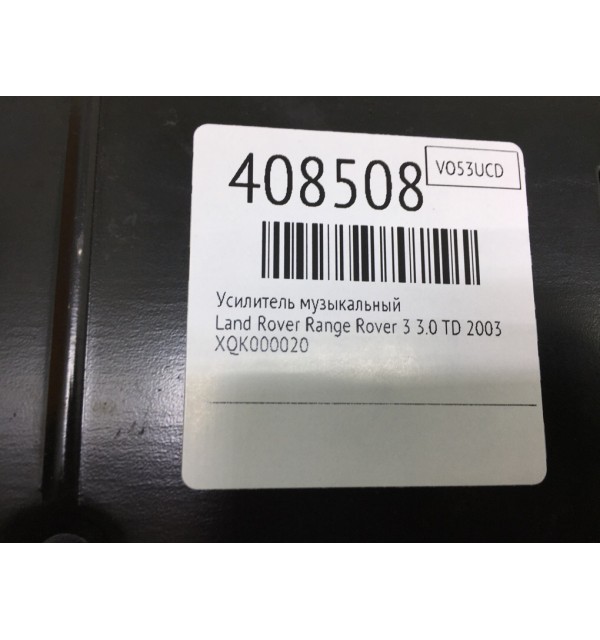 408508
VO53UCD
Усилитель музыкальный
Land Rover Range Rover 3 3.0 TD 2003
XQK000020